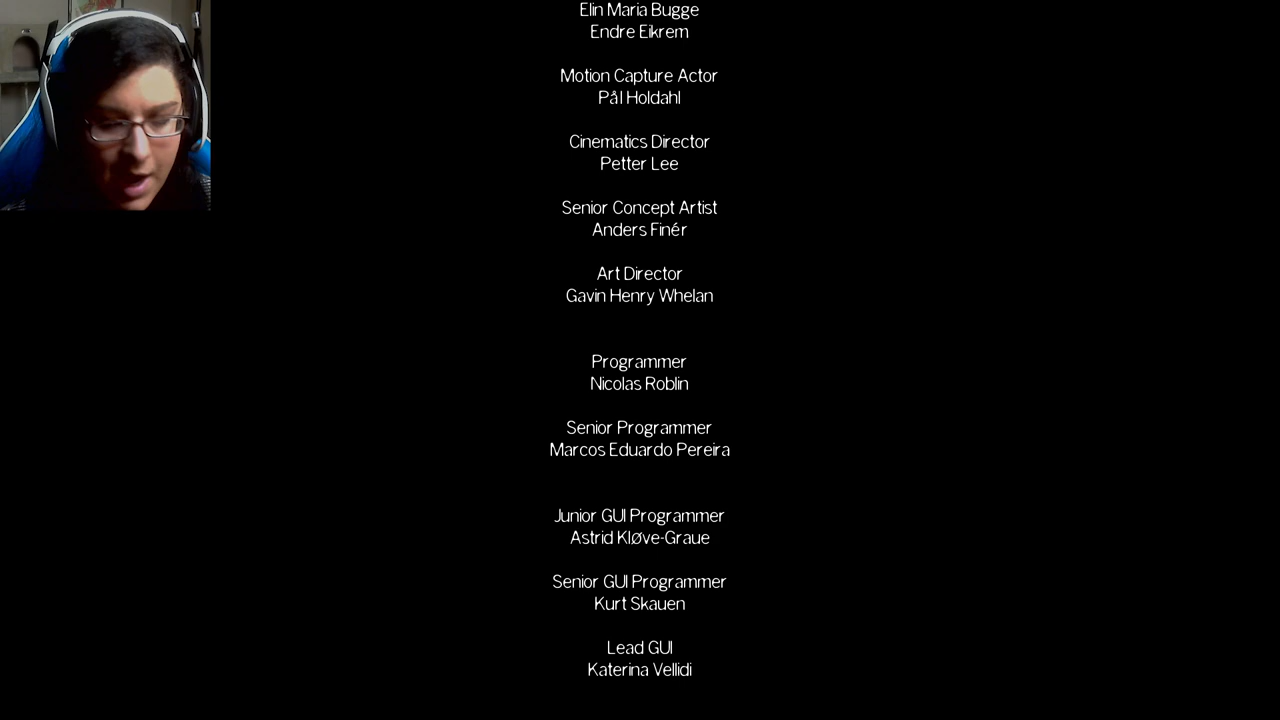 Elin Maria Bugge
Endre Eikrem
Motion Capture Actor
Pål Holdahl
Cinematics Director
Petter Lee
Senior Concept Artist
Anders Finér
Art Director
Gavin Henry Whelan
Programmer
Nicolas Roblin
Senior Programmer
Marcos Eduardo Pereira
Junior GUI Programmer
Astrid Kløve-Graue
Senior GUI Programmer
Kurt Skauen
Lead GUI
Katerina Vellidi